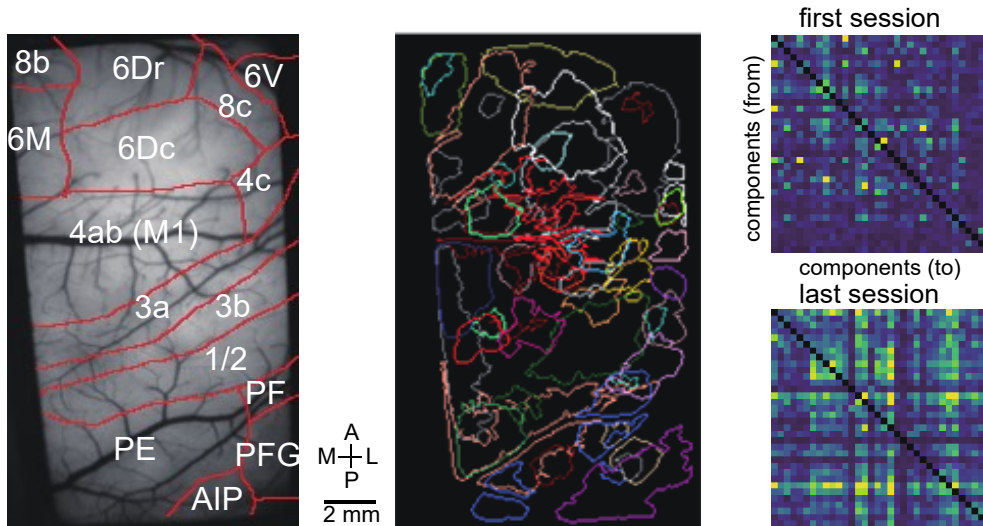 8b
6Dr
6V
8c
6M
6Dc
4c
4ab (M1)
3a
3b
1/2
PF
PE
PFG
AIP
A
M
L
P
2 mm
first session
components (from)
components (to)
last session